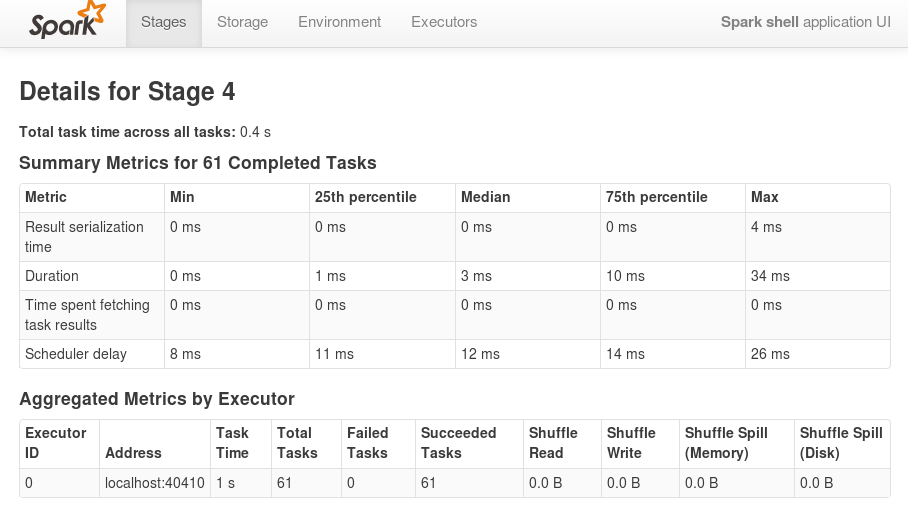 Spark Stages Storage Environment Executors Spark shell application UI
Details for Stage 4
Total task time across all tasks: 0.4 s
Summary Metrics for 61 Completed Tasks
Metric Min 25th percentile Median 75th percentile Max
Result serialization time 0 ms 0 ms 0 ms 0 ms 4 ms
Duration 0 ms 1 ms 3 ms 10 ms 34 ms
Time spent fetching task results 0 ms 0 ms 0 ms 0 ms 0 ms
Scheduler delay 8 ms 11 ms 12 ms 14 ms 26 ms
Aggregated Metrics by Executor
Executor ID Address Task Time Total Tasks Failed Tasks Succeeded Tasks Shuffle Read Shuffle Write Shuffle Spill (Memory) Shuffle Spill (Disk)
0 localhost:40410 1 s 61 0 61 0.0 B 0.0 B 0.0 B 0.0 B